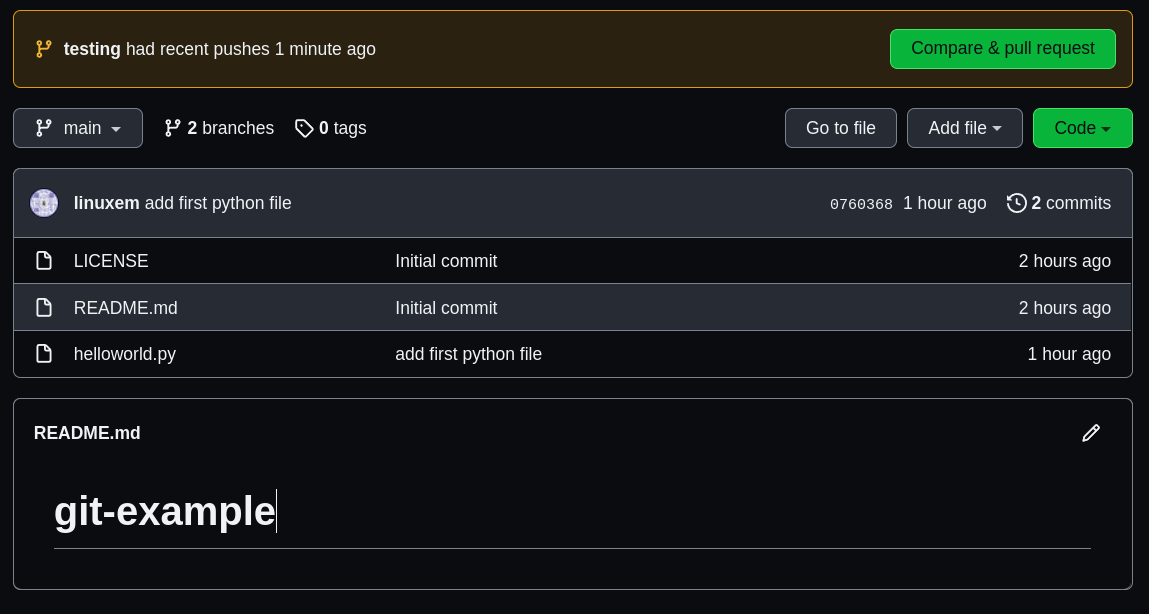 testing had recent pushes 1 minute ago
Compare & pull request
main
2 branches
0 tags
Go to file
Add file
Code
linuxem add first python file
0760368 1 hour ago
2 commits
LICENSE Initial commit 2 hours ago
README.md Initial commit 2 hours ago
helloworld.py add first python file 1 hour ago
README.md
git-example